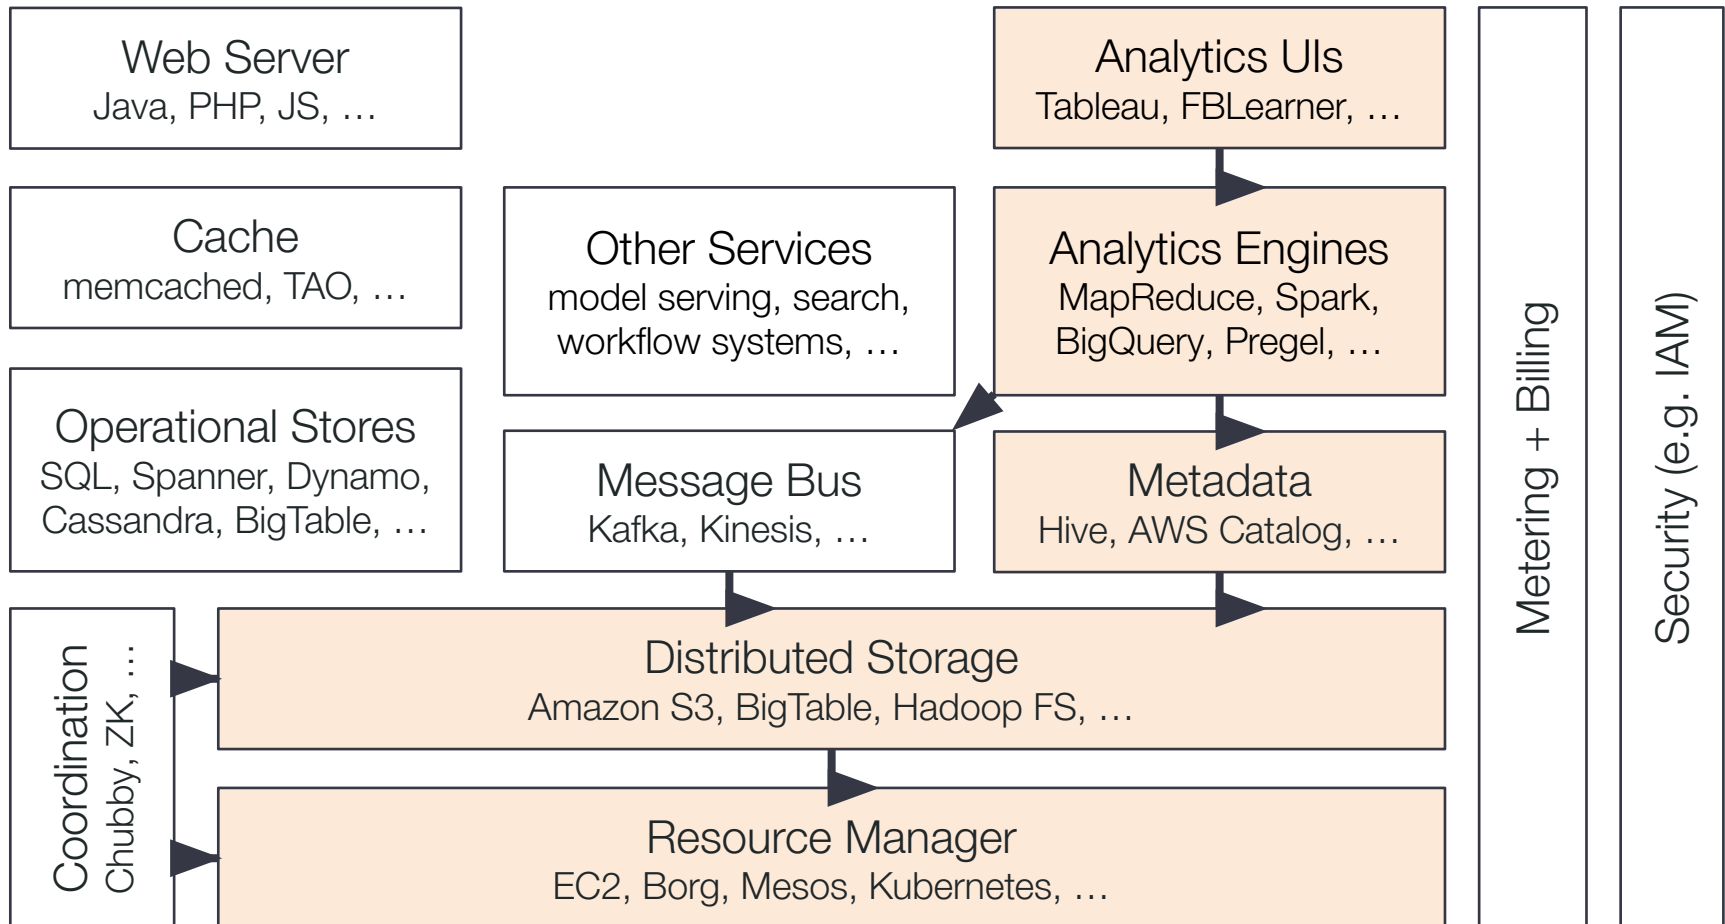 Web Server
Java, PHP, JS, …
Cache
memcached, TAO, …
Operational Stores
SQL, Spanner, Dynamo,
Cassandra, BigTable, …
Other Services
model serving, search,
workflow systems, …
Message Bus
Kafka, Kinesis, …
Analytics UIs
Tableau, FBLearner, …
Analytics Engines
MapReduce, Spark,
BigQuery, Pregel, …
Metadata
Hive, AWS Catalog, …
Coordination
Chubby, ZK, …
Distributed Storage
Amazon S3, BigTable, Hadoop FS, …
Resource Manager
EC2, Borg, Mesos, Kubernetes, …
Metering + Billing
Security (e.g. IAM)